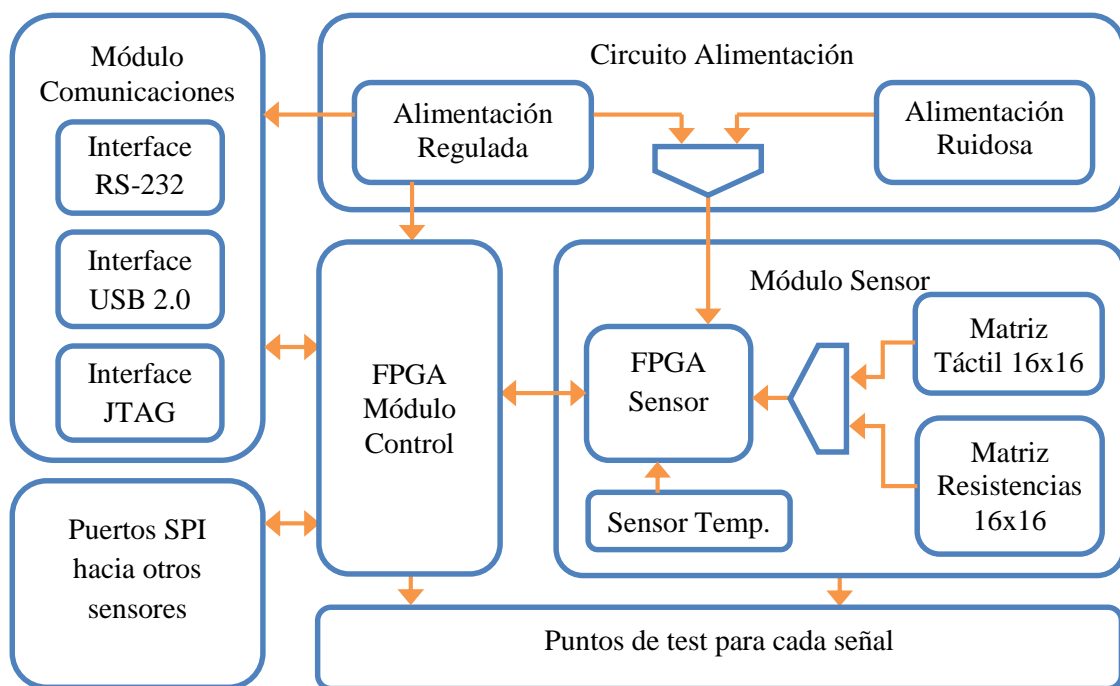 Módulo
Comunicaciones
Interface
RS-232
Interface
USB 2.0
Interface
JTAG
Circuito Alimentación
Alimentación
Regulada
Alimentación
Ruidosa
FPGA
Módulo
Control
Módulo Sensor
FPGA
Sensor
Matriz
Táctil 16x16
Matriz
Resistencias
16x16
Sensor Temp.
Puertos SPI
hacia otros
sensores
Puntos de test para cada señal